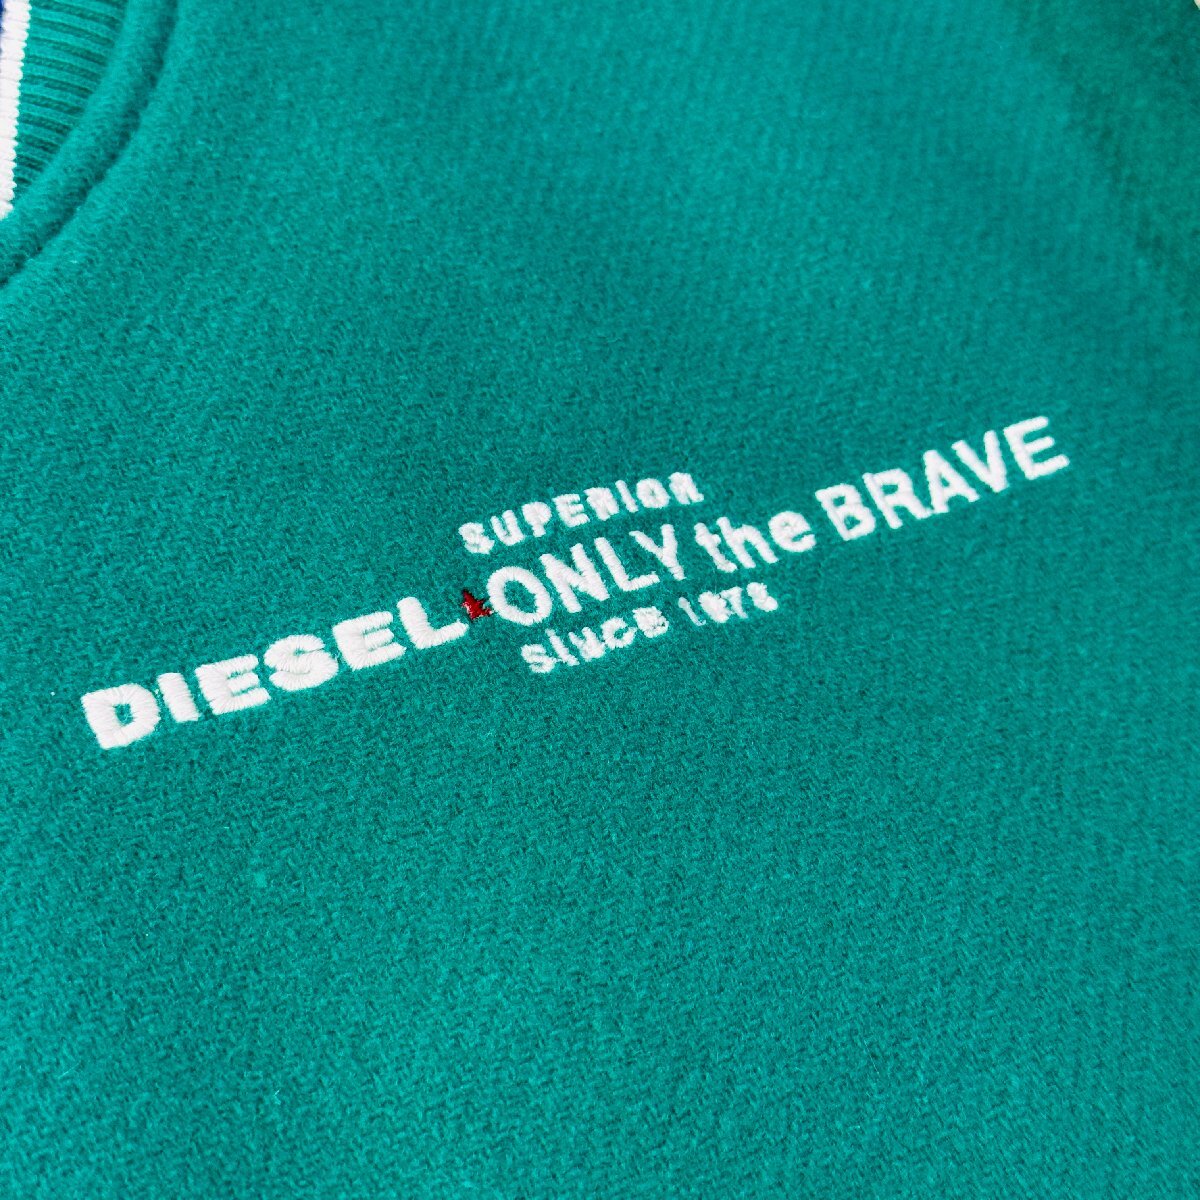 SUPERIOR
DIESEL ONLY the BRAVE
SINCE 1978